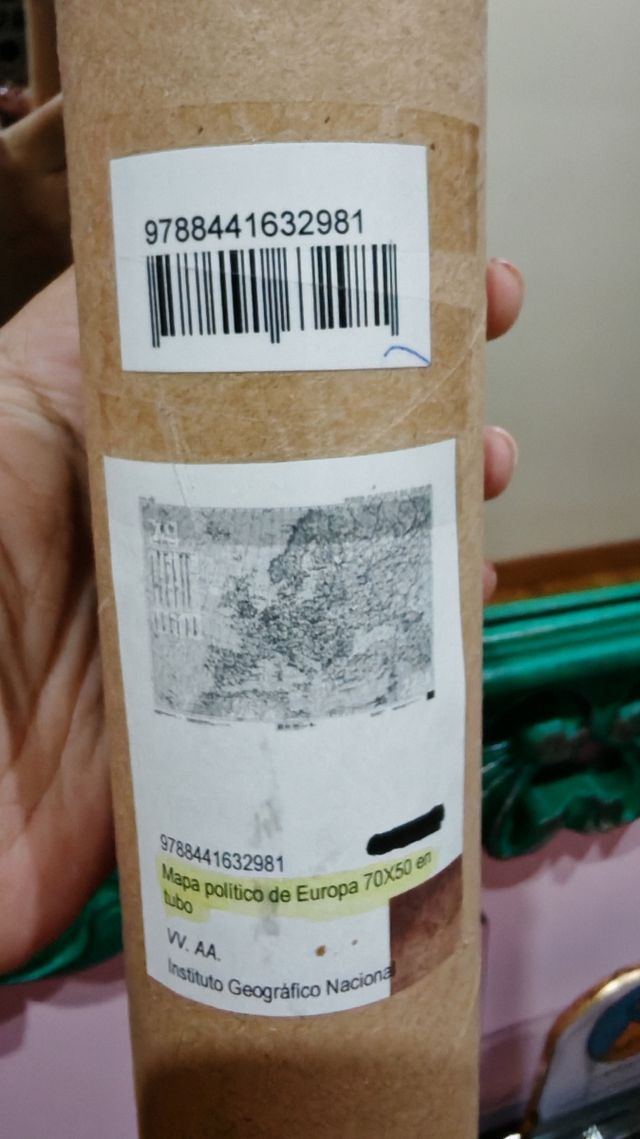 9788441632981
9788441632981
Mapa político de Europa 70X50 en
tubo
VV. AA.
Instituto Geográfico Nacional